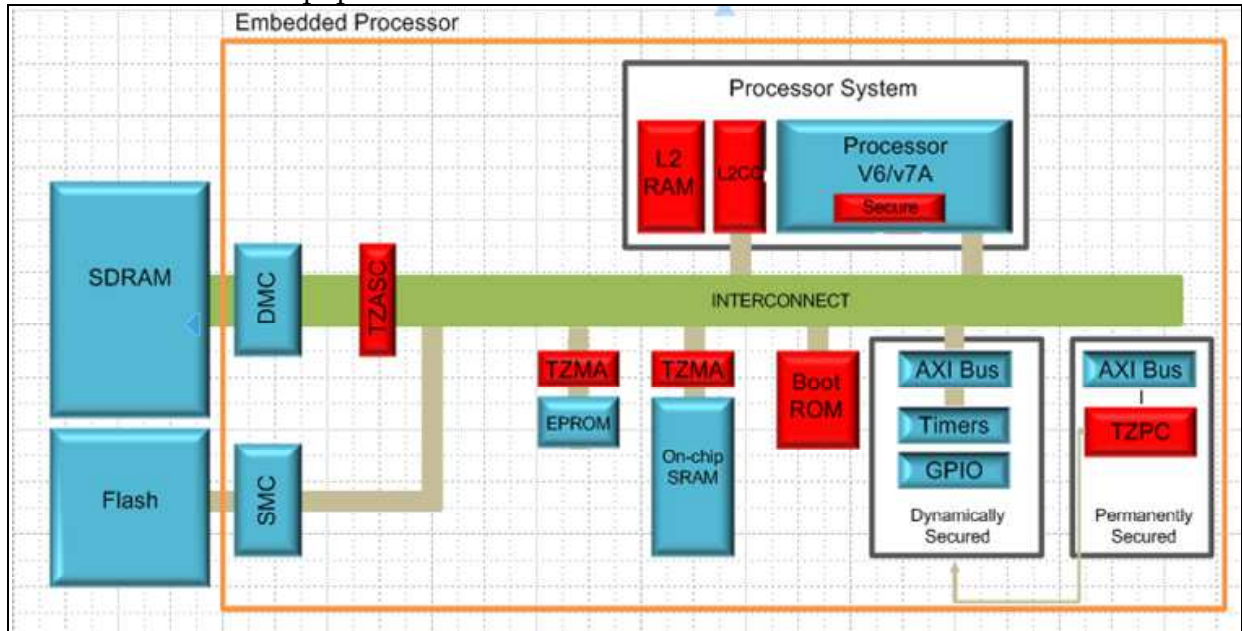 Embedded Processor
Processor System
L2
RAM
L2CC
Processor
V6/v7A
Secure
SDRAM
DMC
TZASC
INTERCONNECT
TZMA
EPROM
TZMA
On-chip
SRAM
Boot
ROM
AXI Bus
Timers
GPIO
Dynamically
Secured
AXI Bus
TZPC
Permanently
Secured
Flash
SMC